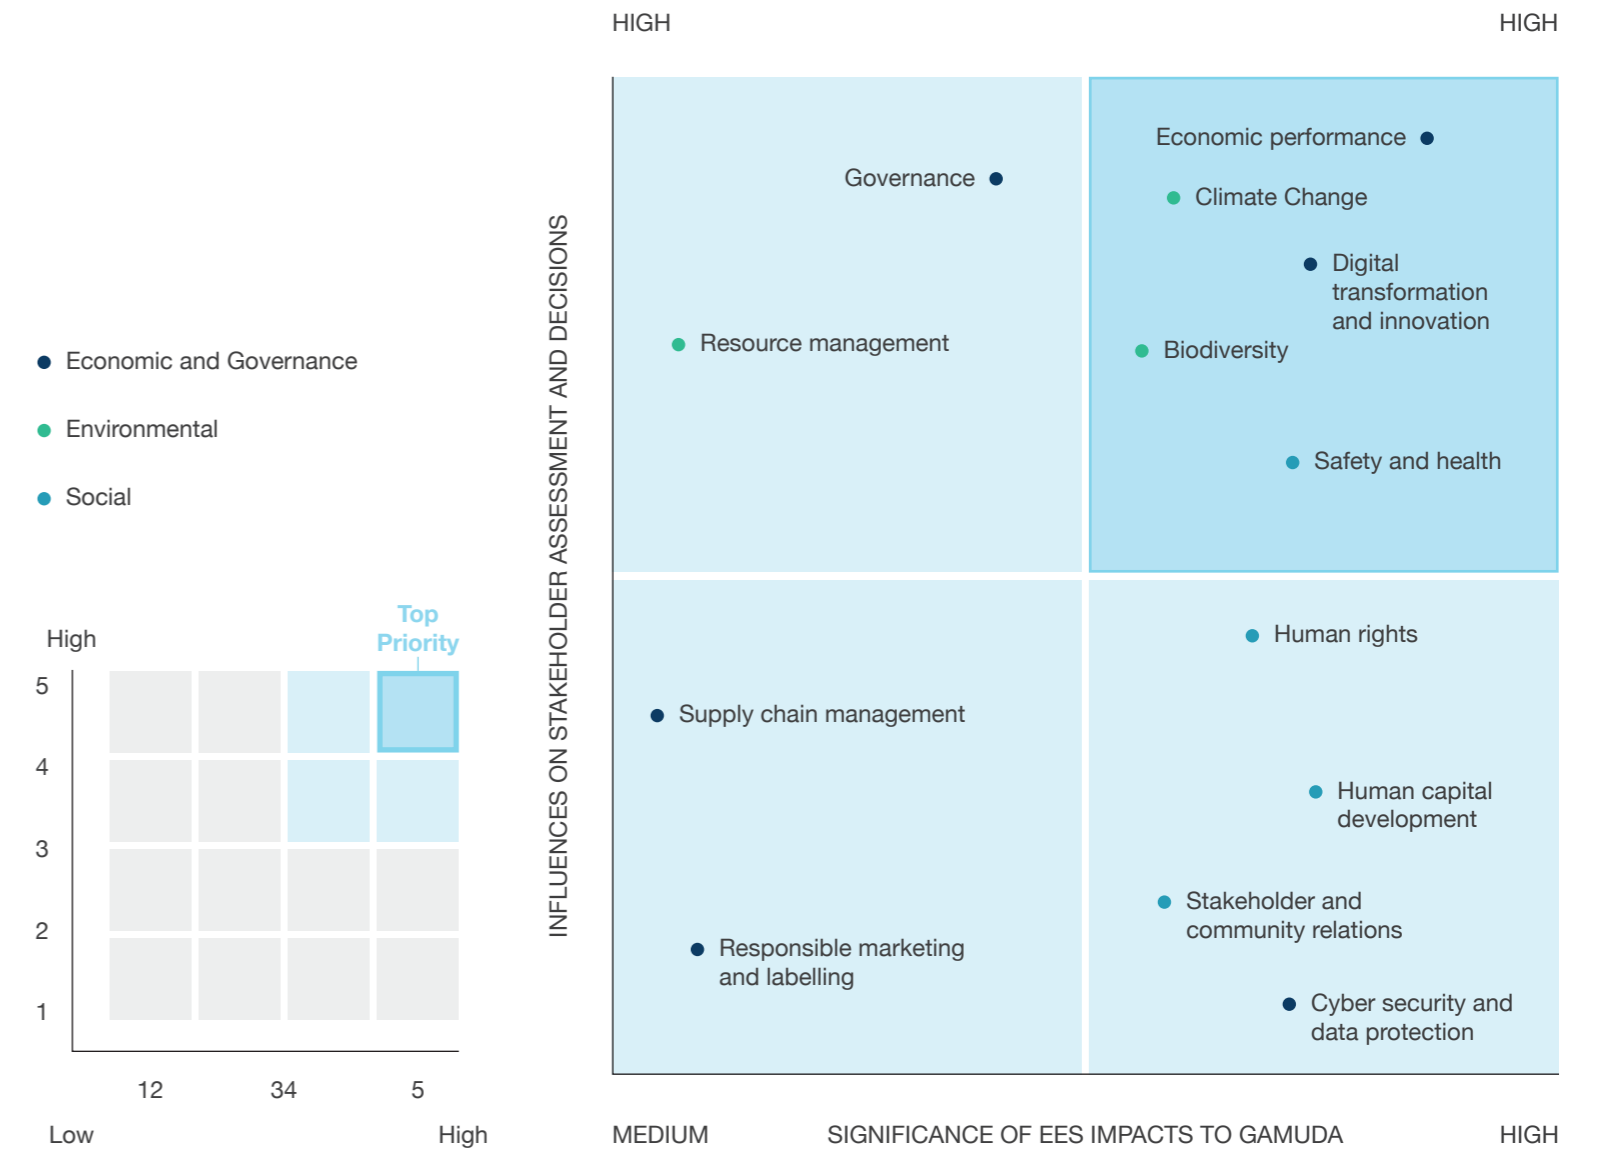 HIGH
HIGH
Economic performance
Governance
Climate Change
Digital
transformation
and innovation
Resource management
Biodiversity
Safety and health
INFLUENCES ON STAKEHOLDER ASSESSMENT AND DECISIONS
Economic and Governance
Environmental
Social
Top
Priority
High
5
4
3
2
1
12
34
5
Low
High
Human rights
Supply chain management
Human capital
development
Stakeholder and
community relations
Responsible marketing
and labelling
Cyber security and
data protection
MEDIUM
SIGNIFICANCE OF EES IMPACTS TO GAMUDA
HIGH